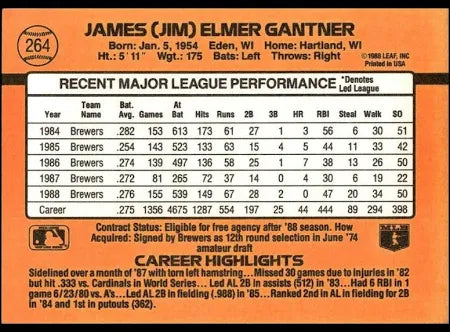 264
JAMES (JIM) ELMER GANTNER
Born: Jan. 5, 1954 Eden, WI Home: Hartland, WI
Ht.: 5' 11" Wgt.: 175 Bats: Left Throws: Right
©1988 LEAF, INC
Printed in USA
RECENT MAJOR LEAGUE PERFORMANCE *Denotes Led League
Year Team Name Bat. Avg. Games At Bat Hits Runs 2B 3B HR RBI Steal Walk SO
1984 Brewers .282 153 613 173 61 27 1 3 56 6 30 51
1985 Brewers .254 143 523 133 63 15 4 5 44 11 33 42
1986 Brewers .274 139 497 136 58 25 1 7 38 13 26 50
1987 Brewers .272 81 265 72 37 14 0 4 30 6 19 22
1988 Brewers .276 155 539 149 67 28 2 0 47 20 34 50
Career .275 1356 4675 1287 554 197 25 44 444 89 294 398
Contract Status: Eligible for free agency after '88 season. How
Acquired: Signed by Brewers as 12th round selection in June '74
amateur draft
CAREER HIGHLIGHTS
Sidelined over a month of '87 with torn left hamstring...Missed 30 games due to injuries in '82
but hit .333 vs. Cardinals in World Series... Led AL in assists (512) in '83...Had 6 RBI in 1
game 6/23/80 vs. A's... Led AL 2B in fielding (.988) in '85...Ranked 2nd in AL in fielding for 2B
in '84 and 1st in putouts (362).